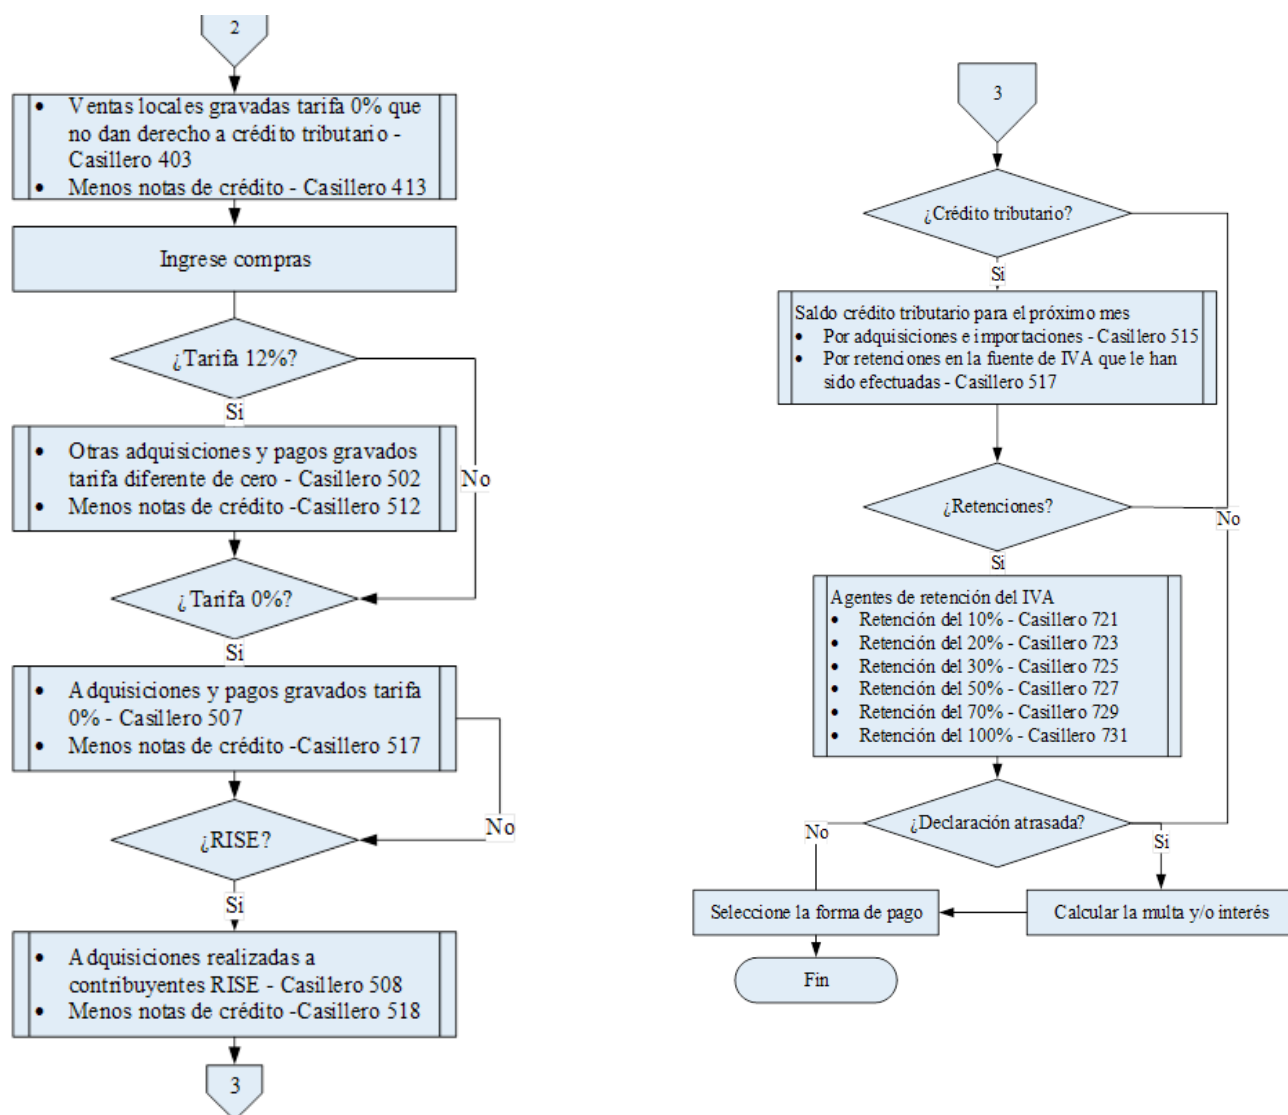 2
• Ventas locales gravadas tarifa 0% que
no dan derecho a crédito tributario -
Casillero 403
• Menos notas de crédito - Casillero 413
Ingrese compras
¿Tarifa 12%?
Si
No
• Otras adquisiciones y pagos gravados
tarifa diferente de cero - Casillero 502
• Menos notas de crédito -Casillero 512
¿Tarifa 0%?
Si
• Adquisiciones y pagos gravados tarifa
0% - Casillero 507
• Menos notas de crédito -Casillero 517
No
¿RISE?
Si
• Adquisiciones realizadas a
contribuyentes RISE - Casillero 508
• Menos notas de crédito -Casillero 518
3
3
¿Crédito tributario?
Si
Saldo crédito tributario para el próximo mes
• Por adquisiciones e importaciones - Casillero 515
• Por retenciones en la fuente de IVA que le han
sido efectuadas - Casillero 517
¿Retenciones?
No
Si
Agentes de retención del IVA
• Retención del 10% - Casillero 721
• Retención del 20% - Casillero 723
• Retención del 30% - Casillero 725
• Retención del 50% - Casillero 727
• Retención del 70% - Casillero 729
• Retención del 100% - Casillero 731
¿Declaración atrasada?
No
Si
Seleccione la forma de pago
Calcular la multa y/o interés
Fin